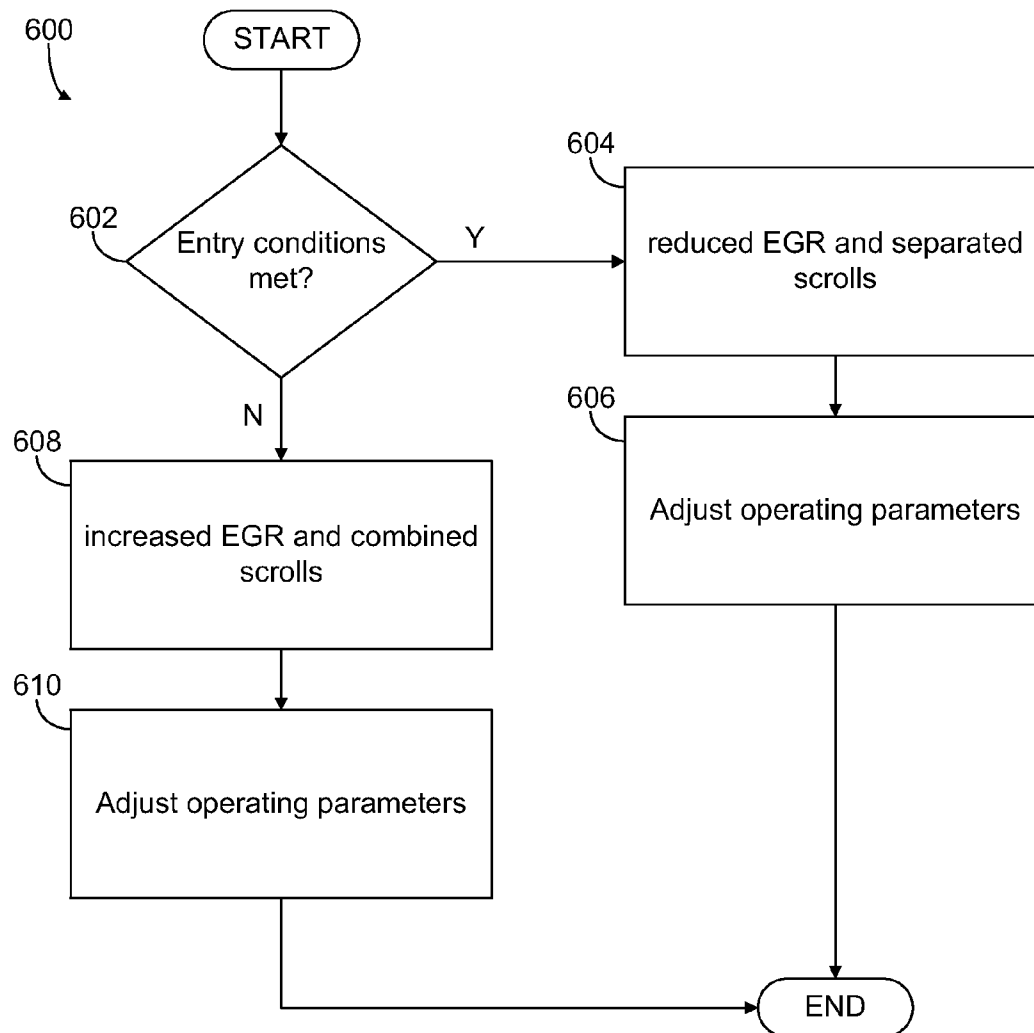 600
START
602
Entry conditions
met?
Y
N
604
reduced EGR and separated
scrolls
606
Adjust operating parameters
608
increased EGR and combined
scrolls
610
Adjust operating parameters
END